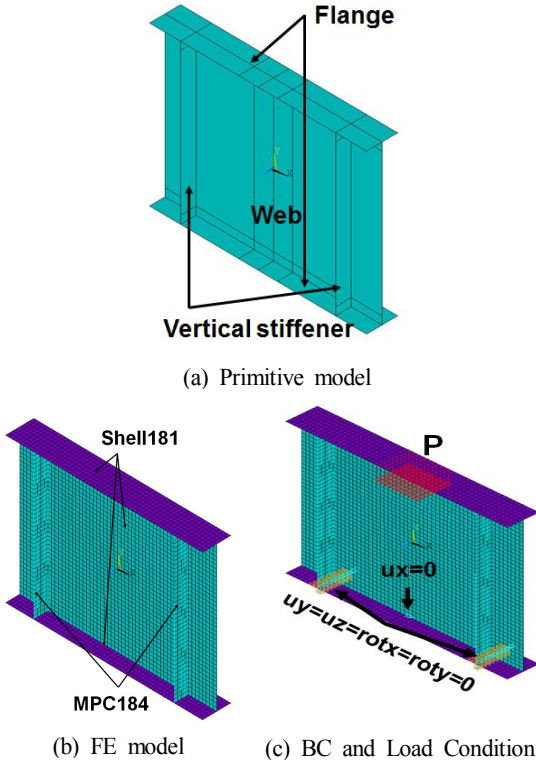 Flange
Web
Vertical stiffener
(a) Primitive model
Shell181
MPC184
(b) FE model
P
ux=0
uy=uz=rotx=roty=0
(c) BC and Load Condition